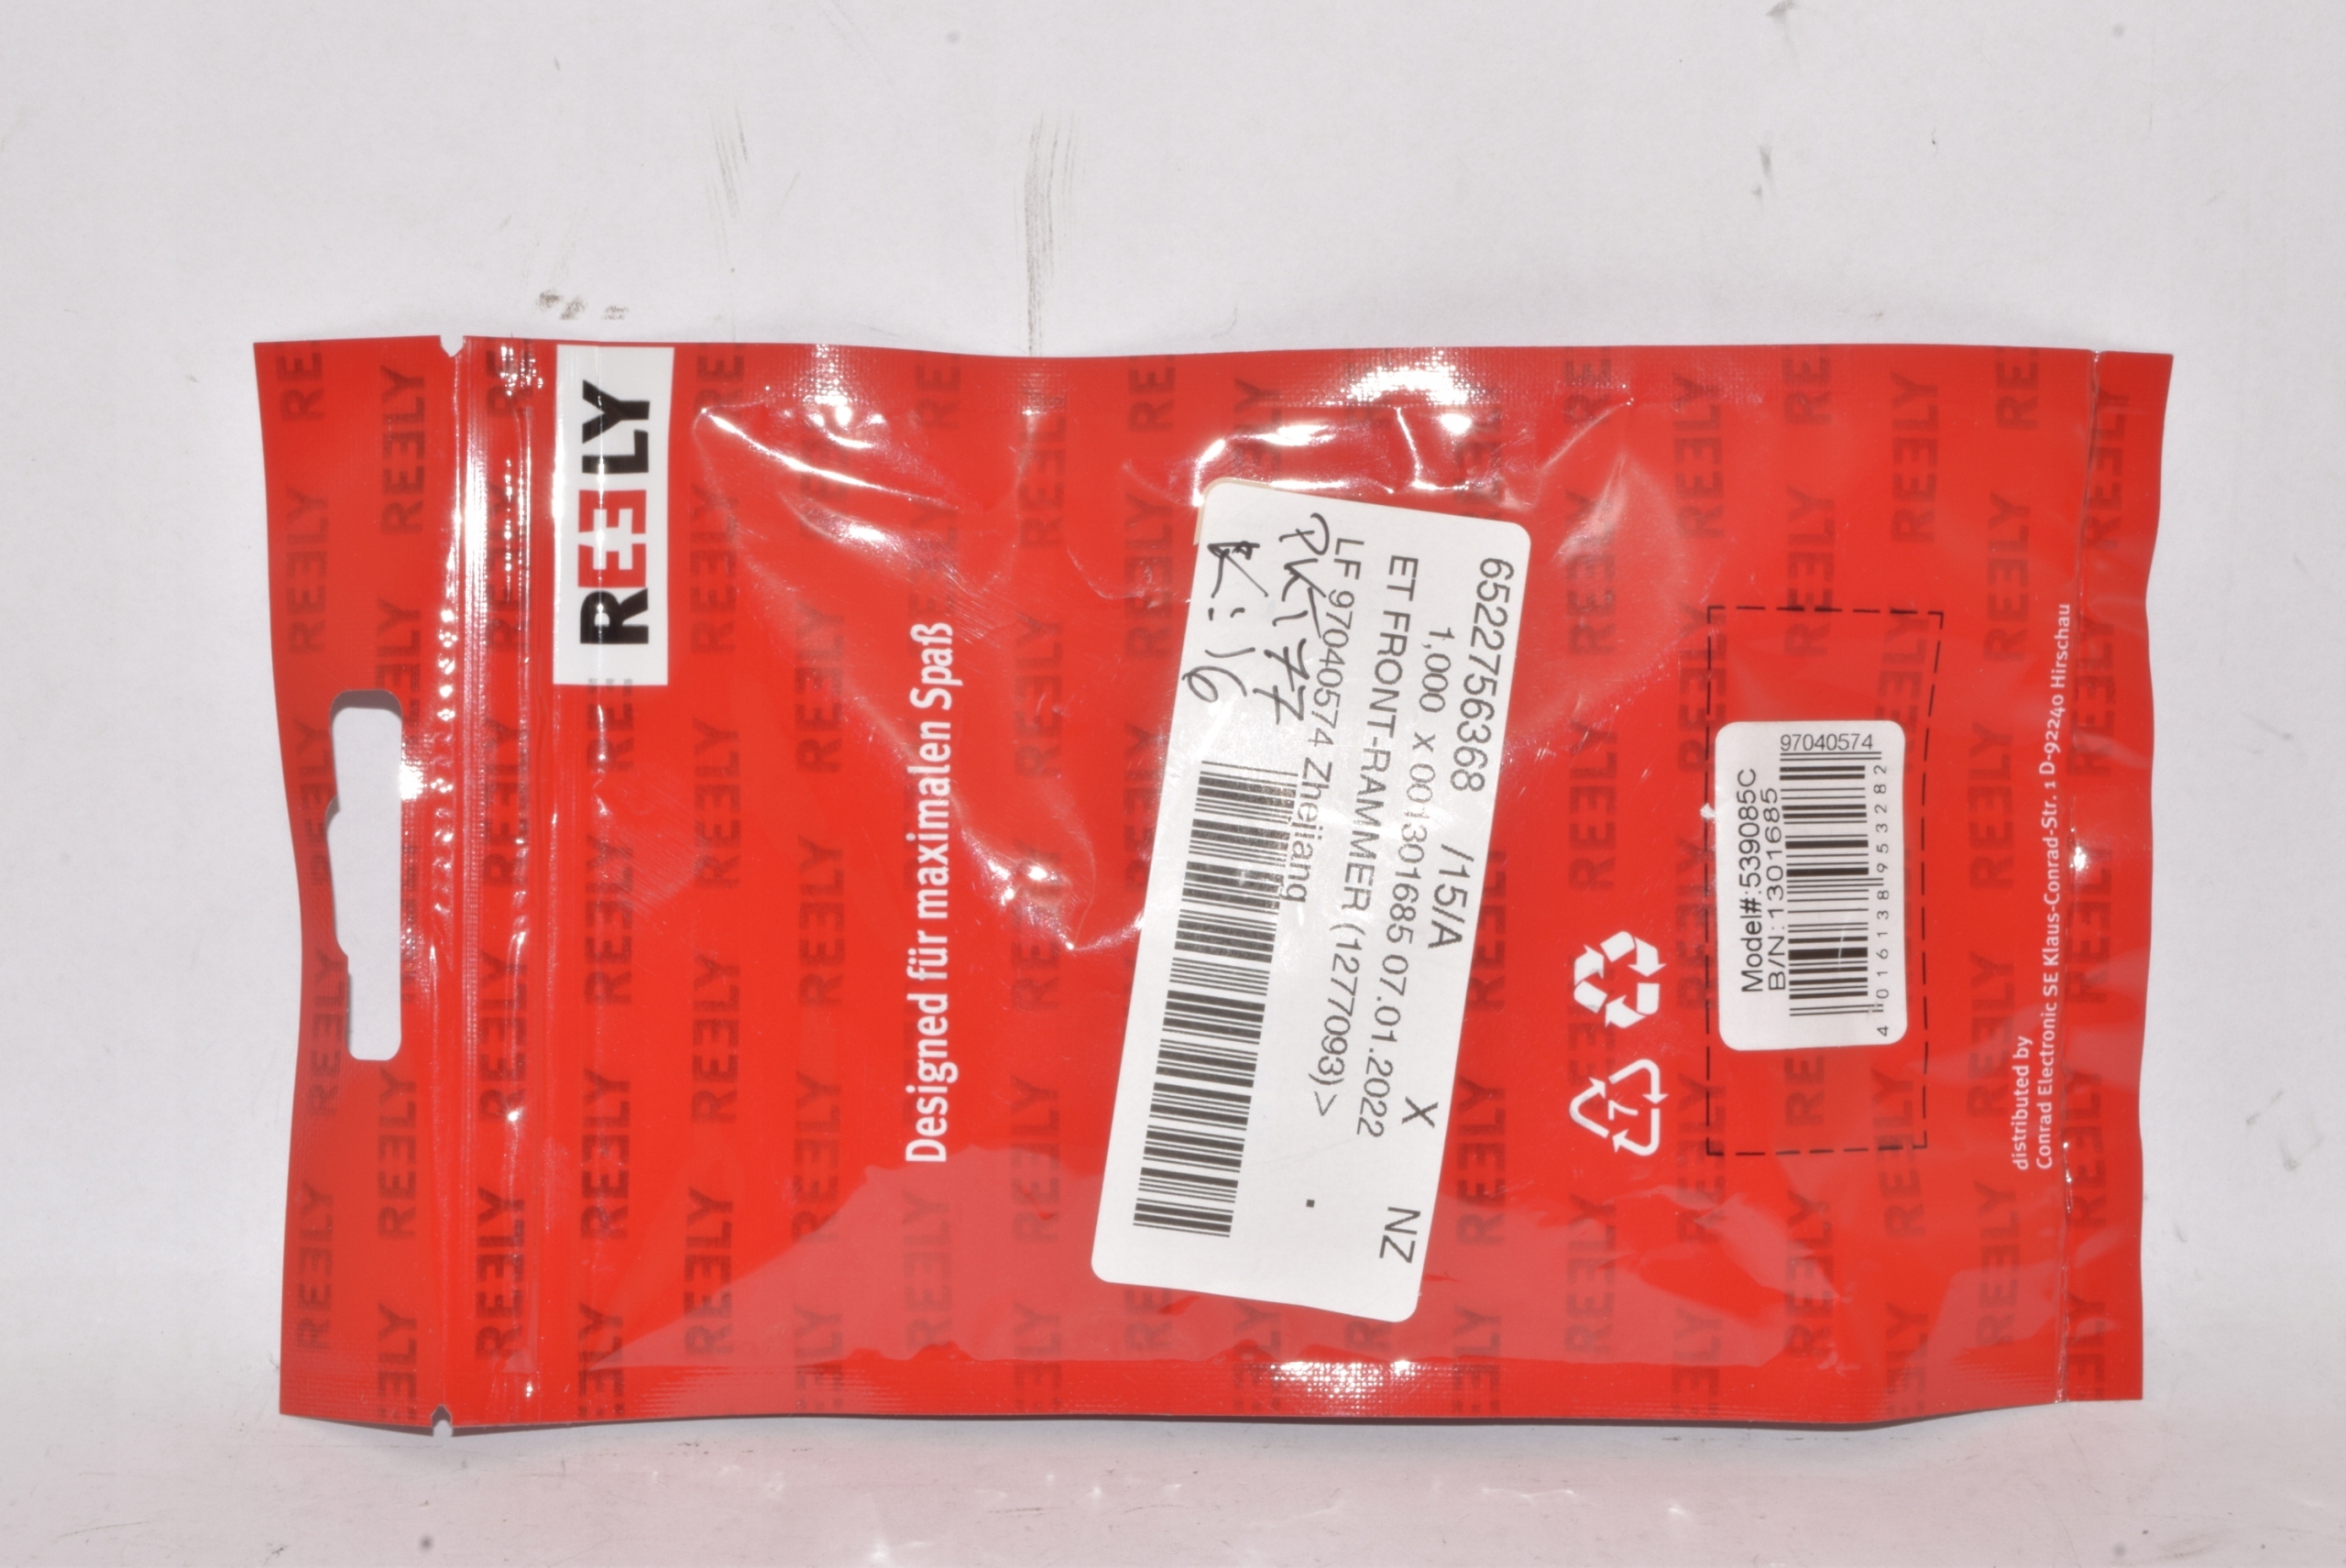 REELY
Designed für maximalen Spaß
6522756368 /15/A X NZ
1,000 x 001301685 07.01.2022
ET FRONT-RAMMER (1277093)>
LF 97040574 Zhejiang
K: 16
Model#:539085C
B/N:1301685
97040574
4 016138 953282
7
distributed by
Conrad Electronic SE Klaus-Conrad-Str. 1 D-92240 Hirschau